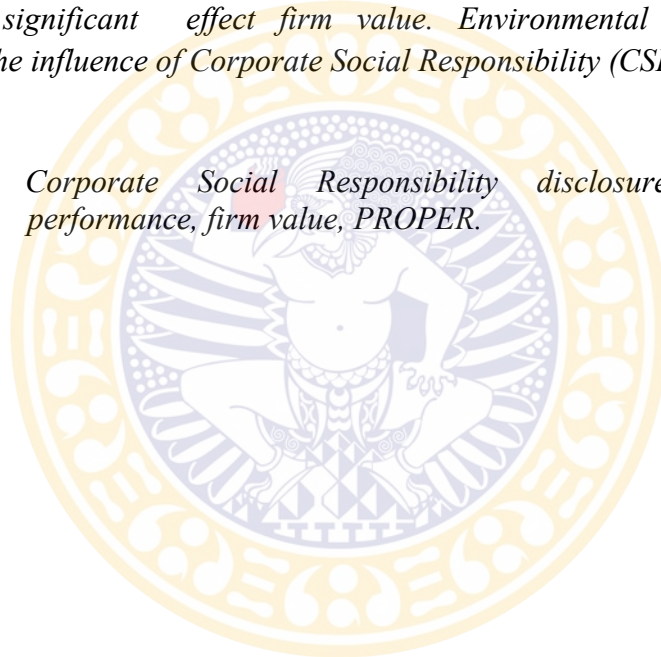 significant effect firm value. Environmental
he influence of Corporate Social Responsibility (CSI
Corporate Social Responsibility disclosure
performance, firm value, PROPER.